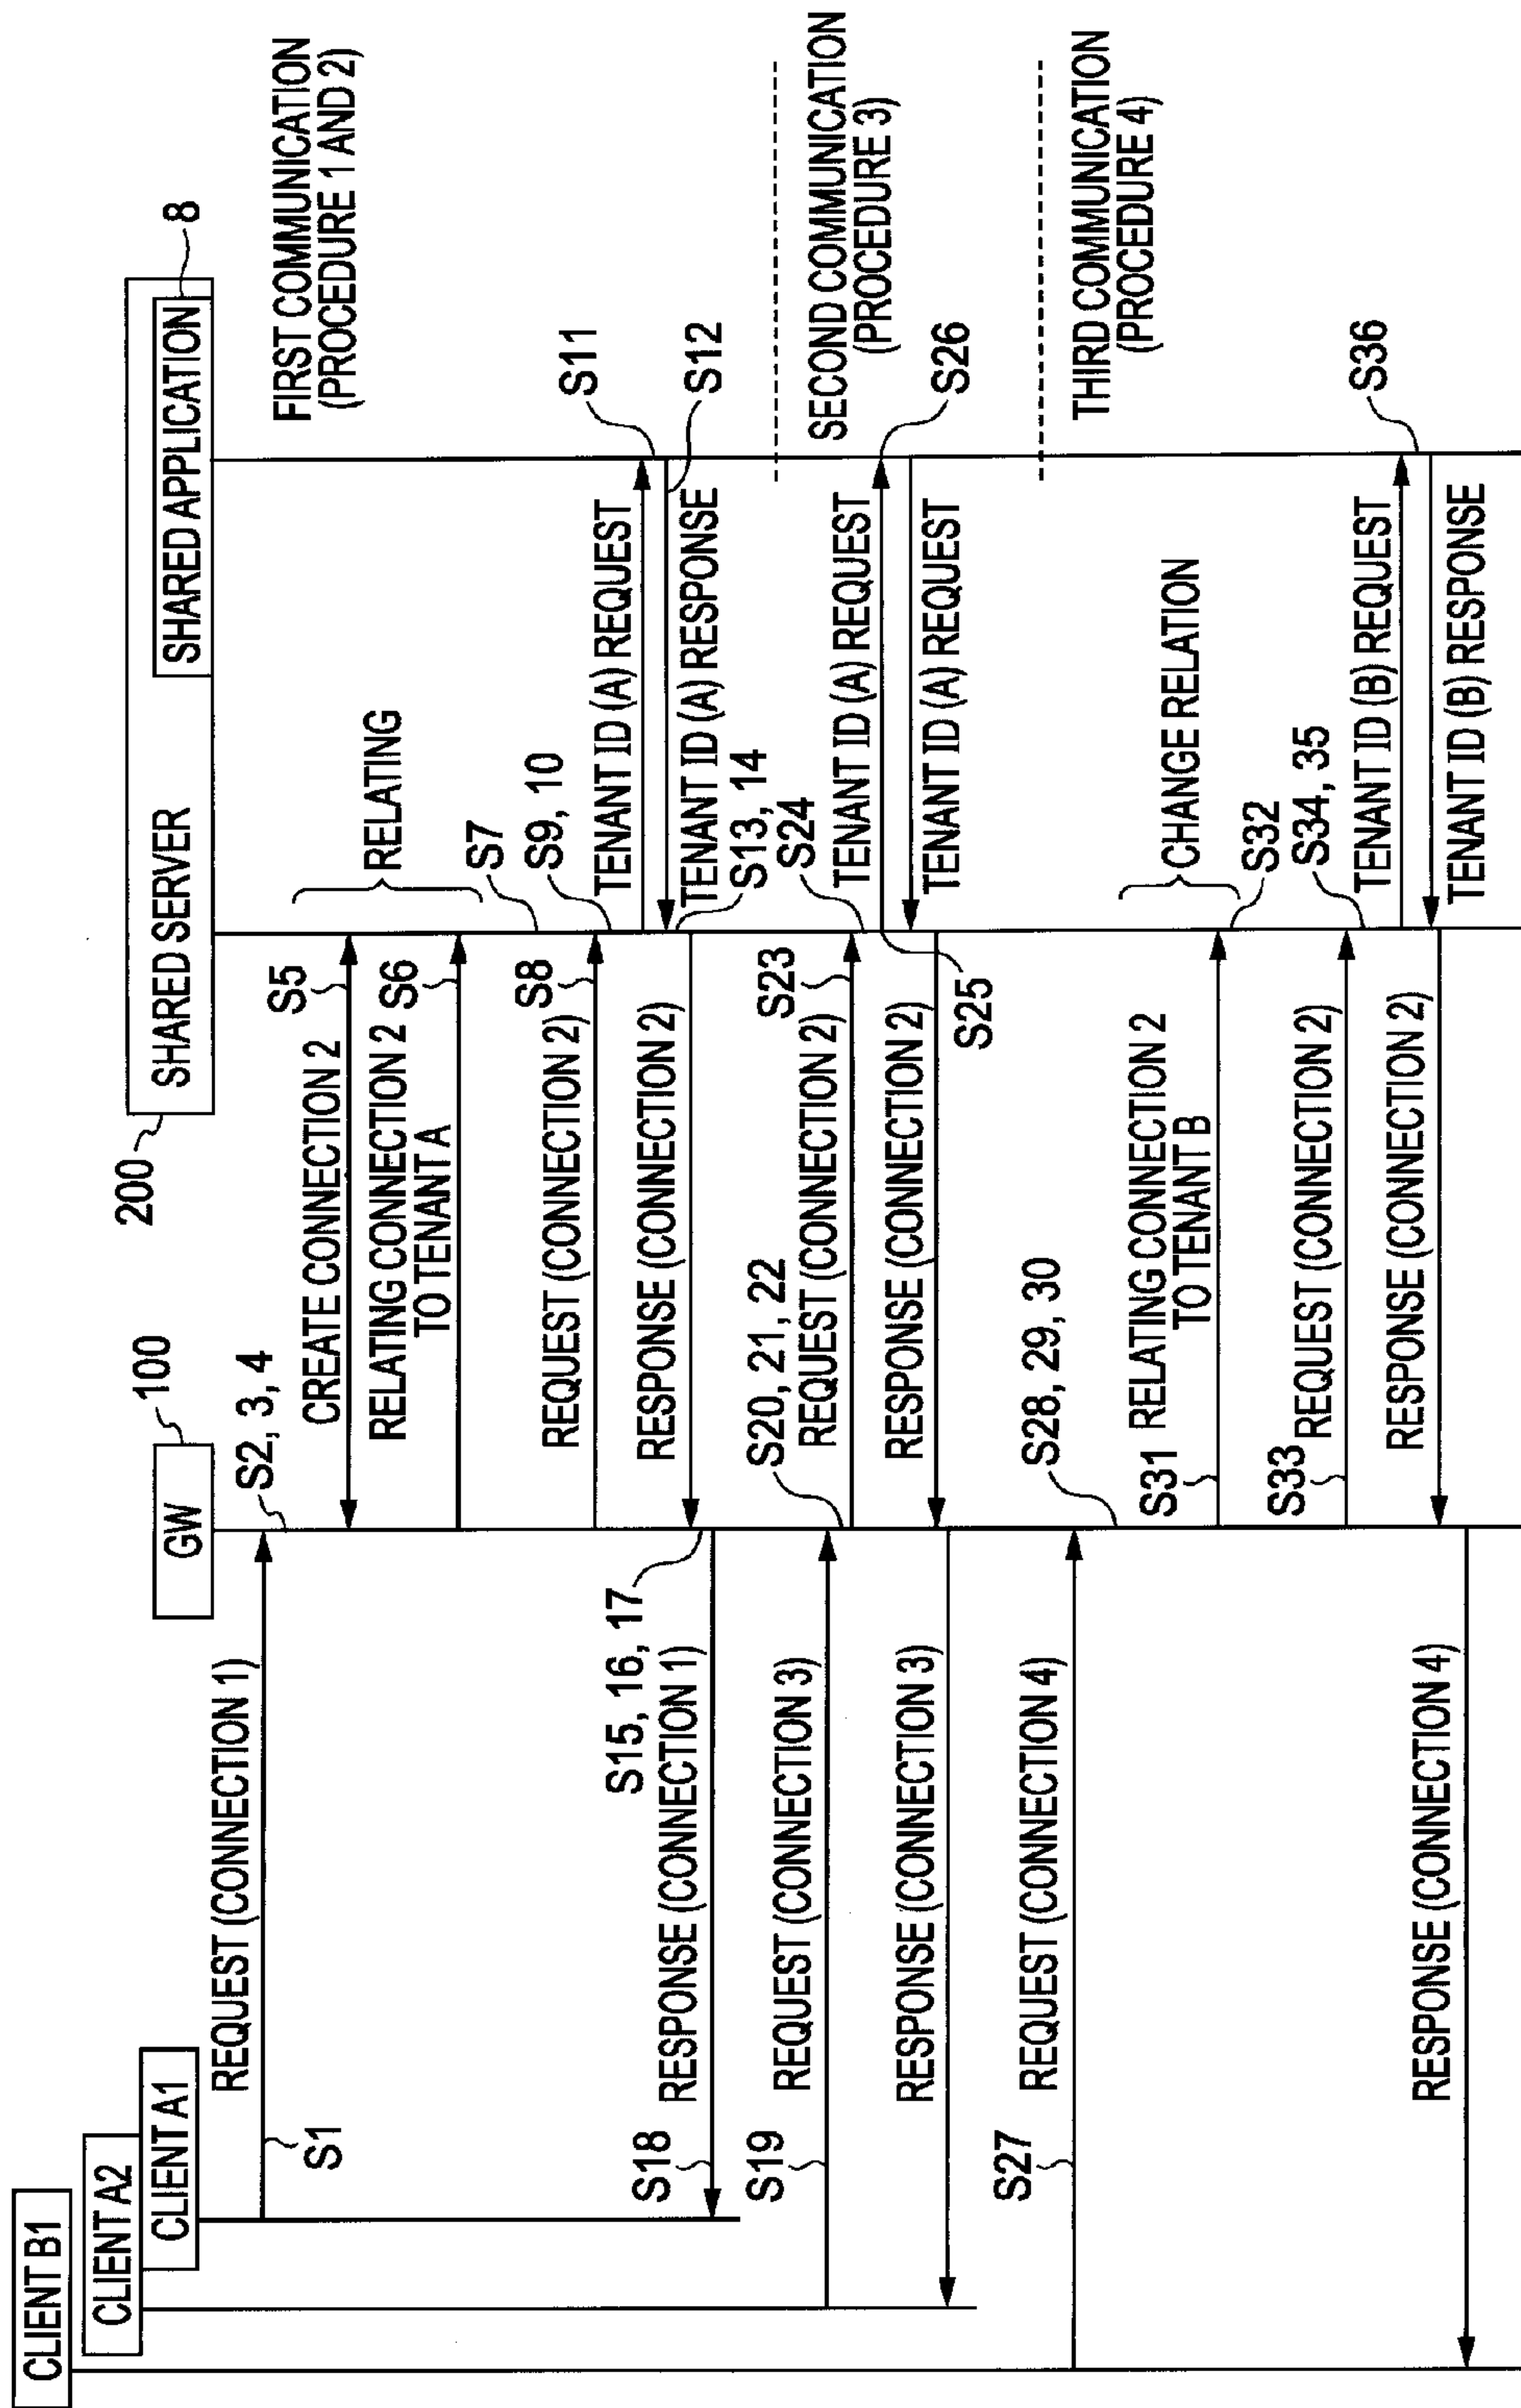 CLIENT B1
CLIENT A2
CLIENT A1
GW
100
200
SHARED SERVER
SHARED APPLICATION
8
FIRST COMMUNICATION
(PROCEDURE 1 AND 2)
REQUEST (CONNECTION 1)
S1
S2, 3, 4
CREATE CONNECTION 2
S5
RELATING CONNECTION 2
TO TENANT A
S6
RELATING
S7
REQUEST (CONNECTION 2)
S8
S9, 10
TENANT ID (A) REQUEST
S11
S12
TENANT ID (A) RESPONSE
S13, 14
RESPONSE (CONNECTION 2)
S15, 16, 17
RESPONSE (CONNECTION 1)
S18
SECOND COMMUNICATION
(PROCEDURE 3)
REQUEST (CONNECTION 3)
S19
S20, 21, 22
REQUEST (CONNECTION 2)
S23
S24
TENANT ID (A) REQUEST
S25
S26
TENANT ID (A) REQUEST
RESPONSE (CONNECTION 2)
RESPONSE (CONNECTION 3)
THIRD COMMUNICATION
(PROCEDURE 4)
REQUEST (CONNECTION 4)
S27
S28, 29, 30
RELATING CONNECTION 2
TO TENANT B
S31
CHANGE RELATION
S32
REQUEST (CONNECTION 2)
S33
S34, 35
TENANT ID (B) REQUEST
S36
TENANT ID (B) RESPONSE
RESPONSE (CONNECTION 2)
RESPONSE (CONNECTION 4)